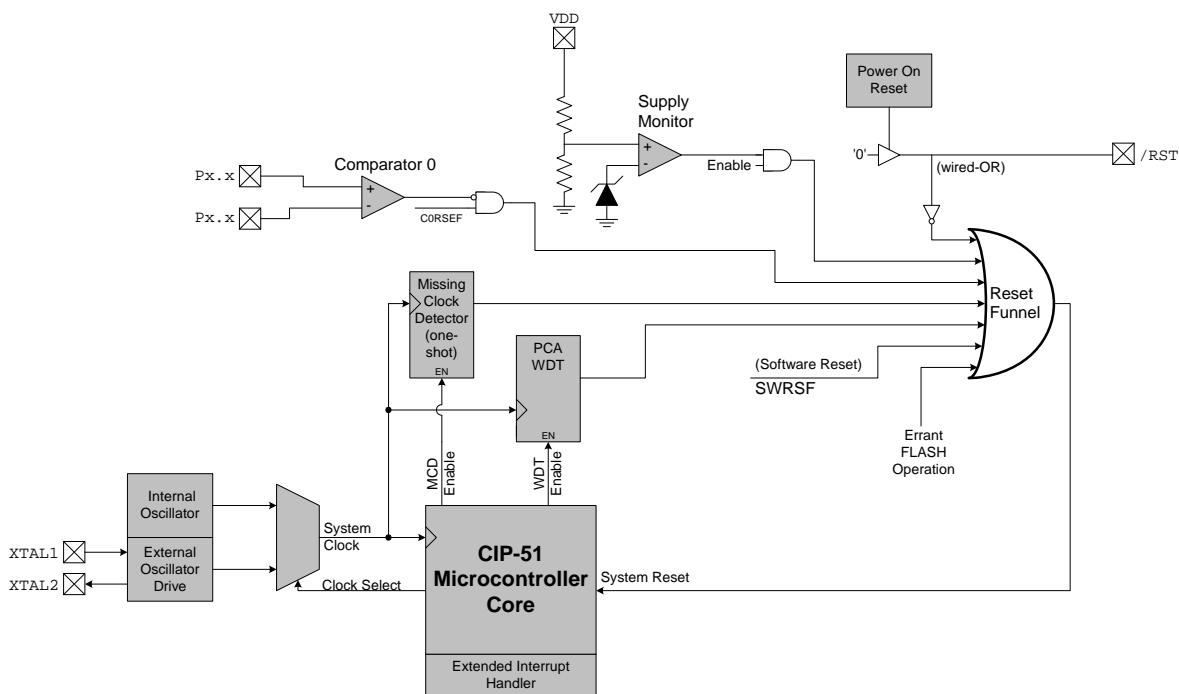 VDD
Power On
Reset
Supply
Monitor
+
-
Enable
'0'
(wired-OR)
/RST
Comparator 0
Px.x
+
-
Px.x
C0RSEF
Missing
Clock
Detector
(one-
shot)
EN
PCA
WDT
EN
Reset
Funnel
(Software Reset)
SWRSF
Errant
FLASH
Operation
MCD
Enable
WDT
Enable
Internal
Oscillator
External
Oscillator
Drive
XTAL1
XTAL2
System
Clock
Clock Select
CIP-51
Microcontroller
Core
System Reset
Extended Interrupt
Handler